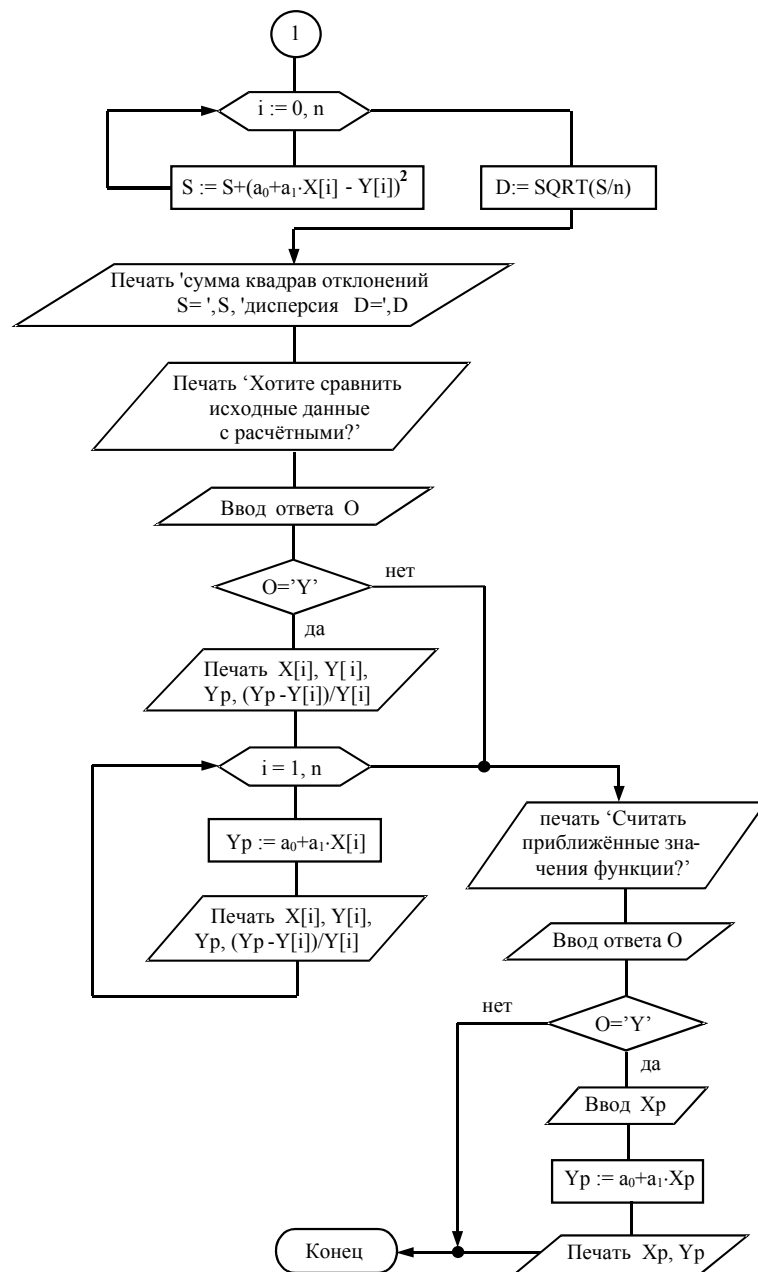 1
i := 0, n
S := S+(a₀+a₁·X[i] - Y[i])²
D:= SQRT(S/n)
Печать 'сумма квадрав отклонений
S= ',S, 'дисперсия D=',D
Печать ‘Хотите сравнить
исходные данные
с расчётными?’
Ввод ответа O
O=’Y’
нет
да
Печать X[i], Y[i],
Yp, (Yp-Y[i])/Y[i]
i = 1, n
Yp := a₀+a₁·X[i]
Печать X[i], Y[i],
Yp, (Yp-Y[i])/Y[i]
печать ‘Считать
приближённые зна-
чения функции?’
Ввод ответа O
нет
O=’Y’
да
Ввод Xp
Yp := a₀+a₁·Xp
Печать Xp, Yp
Конец